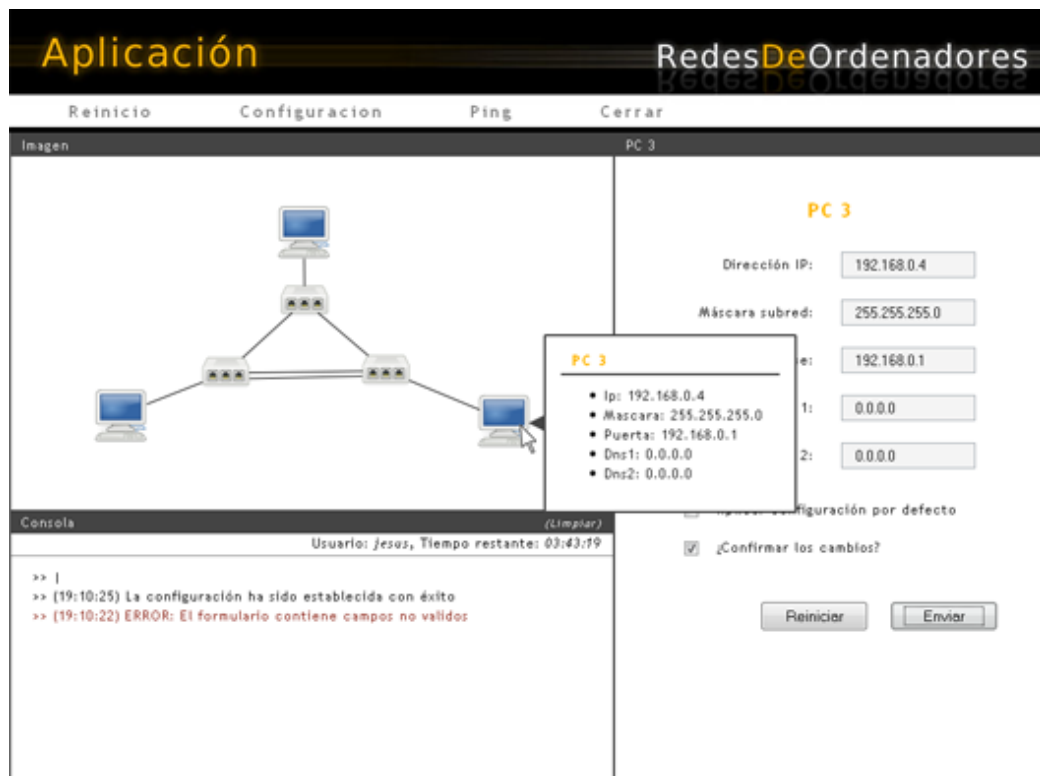 Aplicación
RedesDeOrdenadores
Reinicio Configuracion Ping Cerrar
Imagen
PC 3
PC 3
Dirección IP: 192.168.0.4
Máscara subred: 255.255.255.0
e: 192.168.0.1
1: 0.0.0.0
2: 0.0.0.0
configuración por defecto
¿Confirmar los cambios?
Reiniciar Enviar
PC 3
• Ip: 192.168.0.4
• Mascara: 255.255.255.0
• Puerta: 192.168.0.1
• Dns1: 0.0.0.0
• Dns2: 0.0.0.0
Consola (Limpiar)
Usuario: jesus, Tiempo restante: 03:43:19
>> |
>> (19:10:25) La configuración ha sido establecida con éxito
>> (19:10:22) ERROR: El formulario contiene campos no validos